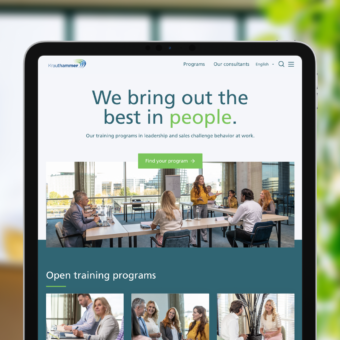 Krauthammer
Programs Our consultants English
We bring out the
best in people.
Our training programs in leadership and sales challenge behavior at work.
Find your program →
Open training programs